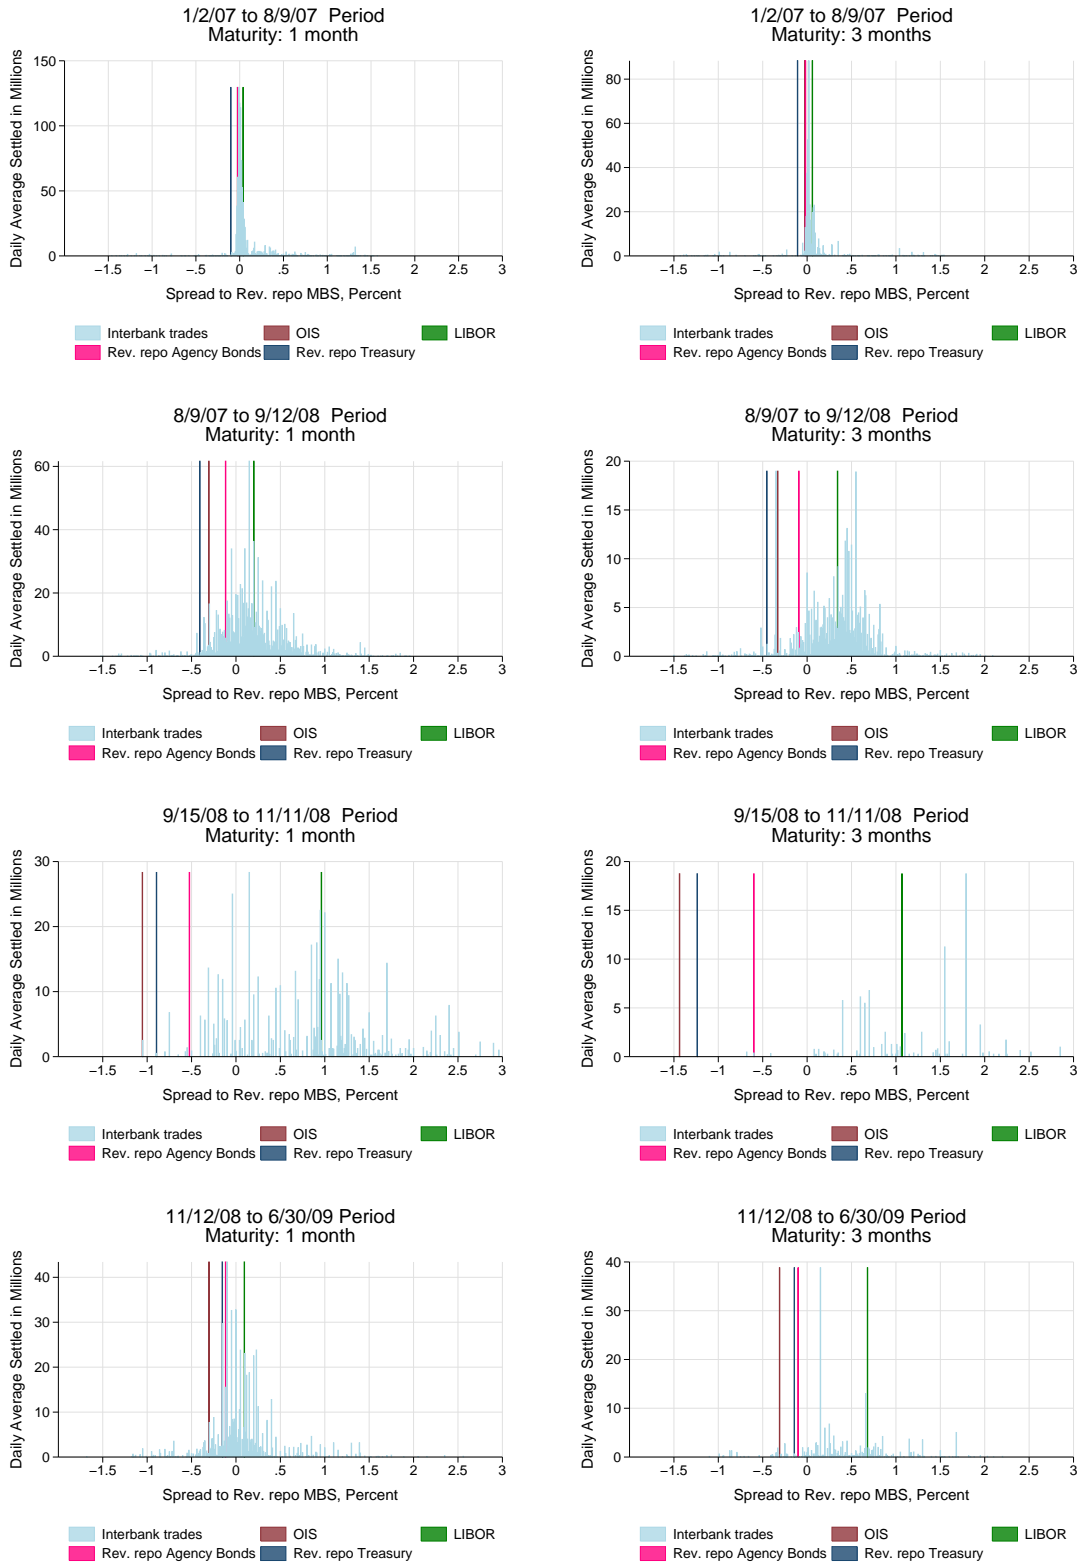 1/2/07 to 8/9/07 Period
Maturity: 1 month
Daily Average Settled in Millions
150
100
50
0
−1.5 −1 −.5 0 .5 1 1.5 2 2.5 3
Spread to Rev. repo MBS, Percent
Interbank trades OIS LIBOR
Rev. repo Agency Bonds Rev. repo Treasury
1/2/07 to 8/9/07 Period
Maturity: 3 months
Daily Average Settled in Millions
80
60
40
20
0
−1.5 −1 −.5 0 .5 1 1.5 2 2.5 3
Spread to Rev. repo MBS, Percent
Interbank trades OIS LIBOR
Rev. repo Agency Bonds Rev. repo Treasury
8/9/07 to 9/12/08 Period
Maturity: 1 month
Daily Average Settled in Millions
60
40
20
0
−1.5 −1 −.5 0 .5 1 1.5 2 2.5 3
Spread to Rev. repo MBS, Percent
Interbank trades OIS LIBOR
Rev. repo Agency Bonds Rev. repo Treasury
8/9/07 to 9/12/08 Period
Maturity: 3 months
Daily Average Settled in Millions
20
15
10
5
0
−1.5 −1 −.5 0 .5 1 1.5 2 2.5 3
Spread to Rev. repo MBS, Percent
Interbank trades OIS LIBOR
Rev. repo Agency Bonds Rev. repo Treasury
9/15/08 to 11/11/08 Period
Maturity: 1 month
Daily Average Settled in Millions
30
20
10
0
−1.5 −1 −.5 0 .5 1 1.5 2 2.5 3
Spread to Rev. repo MBS, Percent
Interbank trades OIS LIBOR
Rev. repo Agency Bonds Rev. repo Treasury
9/15/08 to 11/11/08 Period
Maturity: 3 months
Daily Average Settled in Millions
20
15
10
5
0
−1.5 −1 −.5 0 .5 1 1.5 2 2.5 3
Spread to Rev. repo MBS, Percent
Interbank trades OIS LIBOR
Rev. repo Agency Bonds Rev. repo Treasury
11/12/08 to 6/30/09 Period
Maturity: 1 month
Daily Average Settled in Millions
40
30
20
10
0
−1.5 −1 −.5 0 .5 1 1.5 2 2.5 3
Spread to Rev. repo MBS, Percent
Interbank trades OIS LIBOR
Rev. repo Agency Bonds Rev. repo Treasury
11/12/08 to 6/30/09 Period
Maturity: 3 months
Daily Average Settled in Millions
40
30
20
10
0
−1.5 −1 −.5 0 .5 1 1.5 2 2.5 3
Spread to Rev. repo MBS, Percent
Interbank trades OIS LIBOR
Rev. repo Agency Bonds Rev. repo Treasury